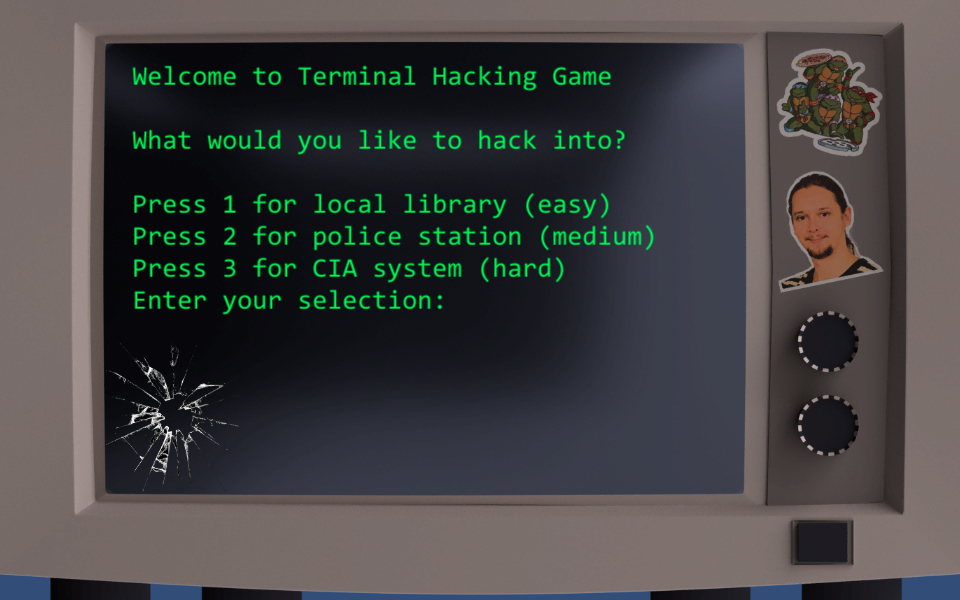 Welcome to Terminal Hacking Game
What would you like to hack into?
Press 1 for local library (easy)
Press 2 for police station (medium)
Press 3 for CIA system (hard)
Enter your selection: